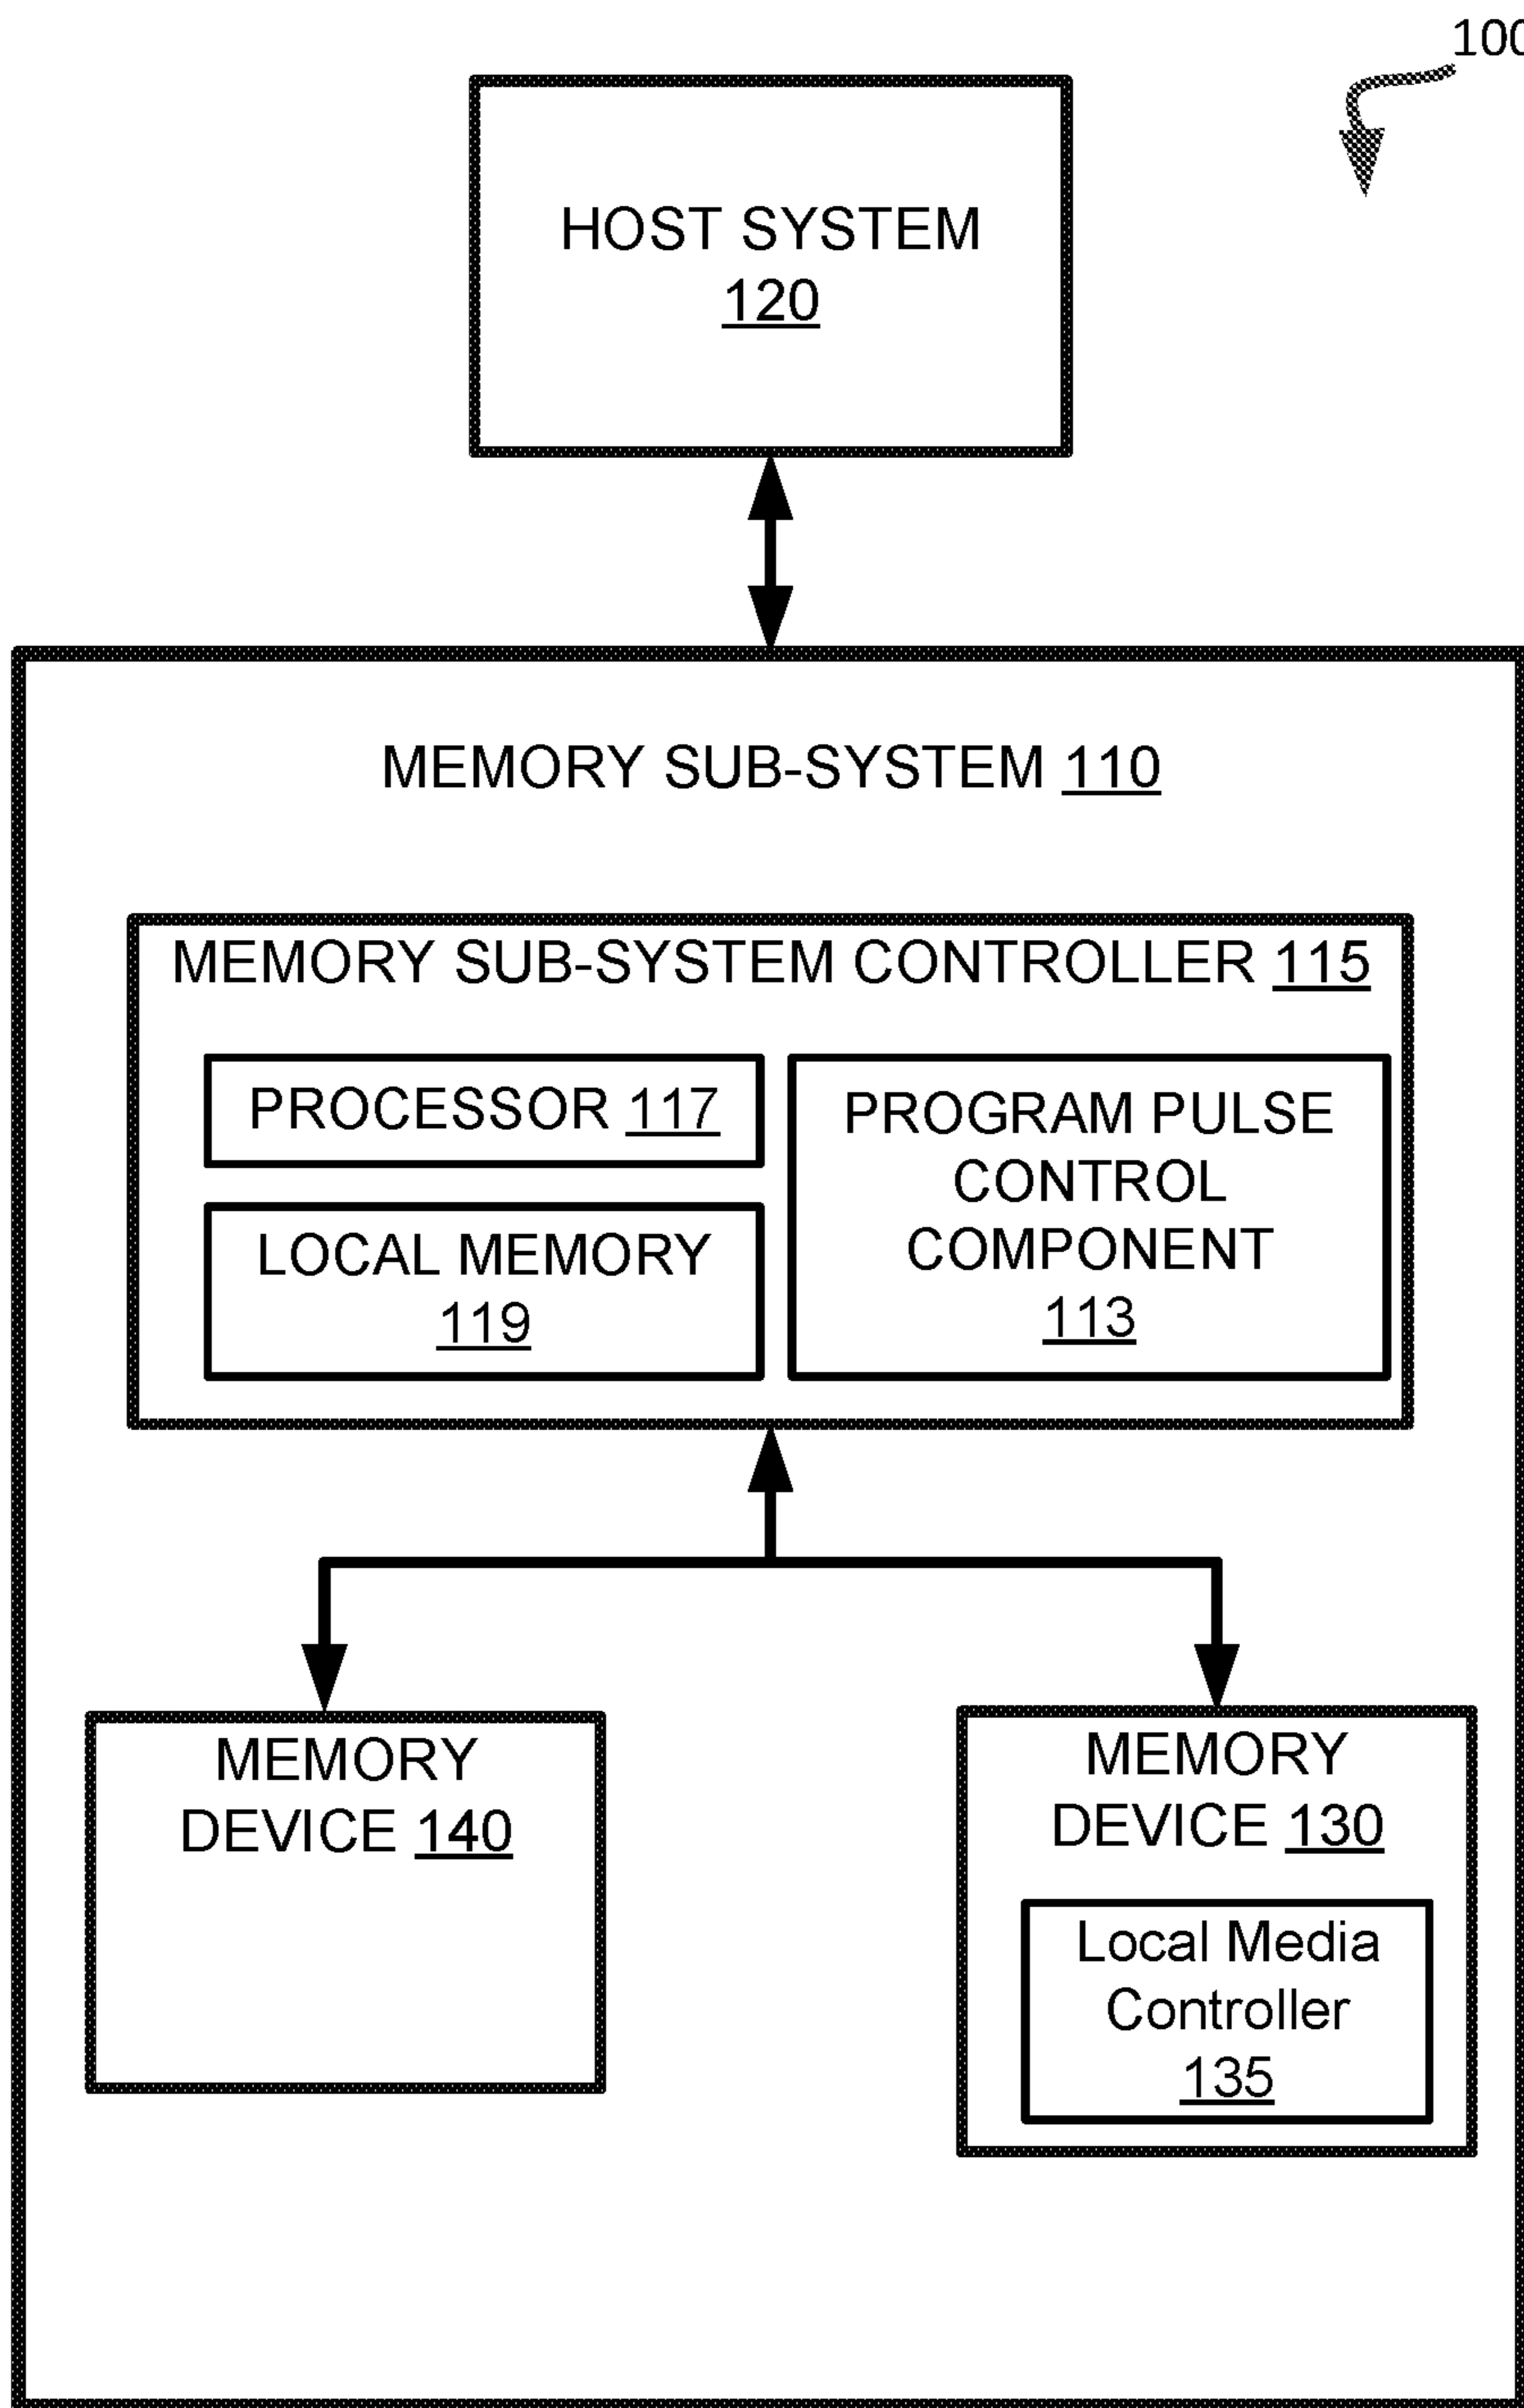 100
HOST SYSTEM
120
MEMORY SUB-SYSTEM 110
MEMORY SUB-SYSTEM CONTROLLER 115
PROCESSOR 117
LOCAL MEMORY
119
PROGRAM PULSE
CONTROL
COMPONENT
113
MEMORY
DEVICE 140
MEMORY
DEVICE 130
Local Media
Controller
135